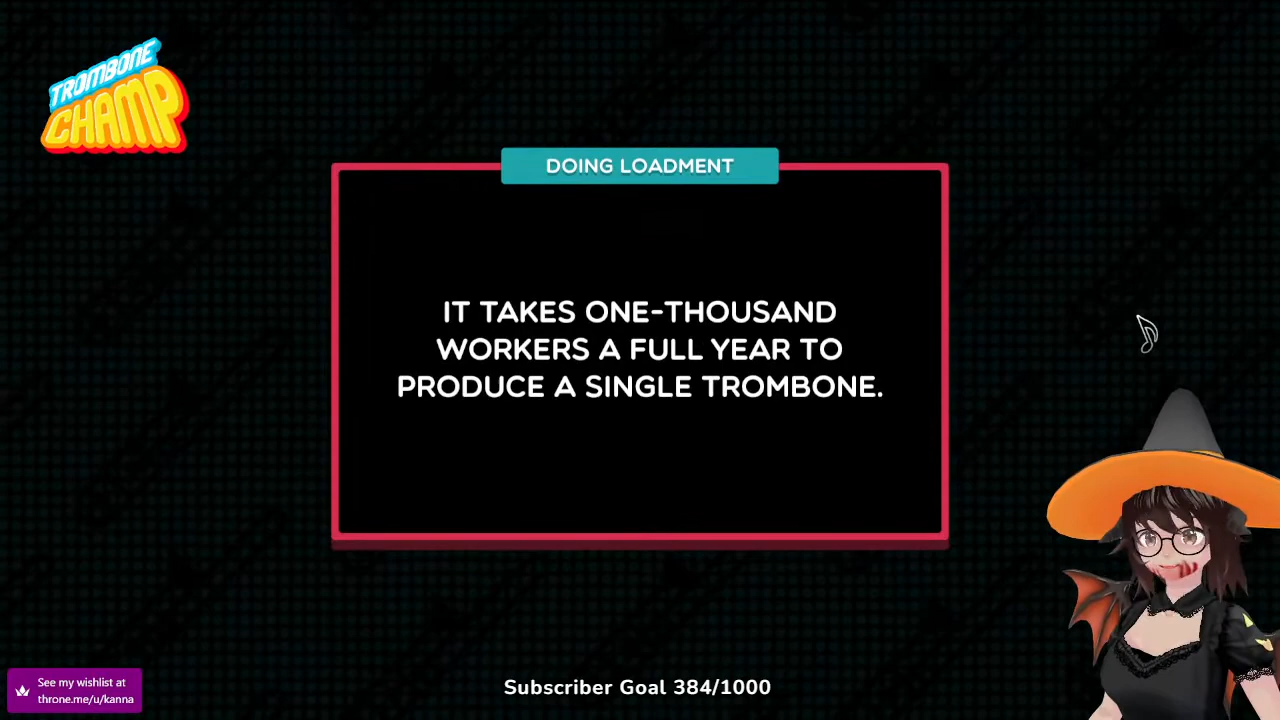 TROMBONE
CHAMP
DOING LOADMENT
IT TAKES ONE-THOUSAND
WORKERS A FULL YEAR TO
PRODUCE A SINGLE TROMBONE.
See my wishlist at
throne.me/u/kanna
Subscriber Goal 384/1000